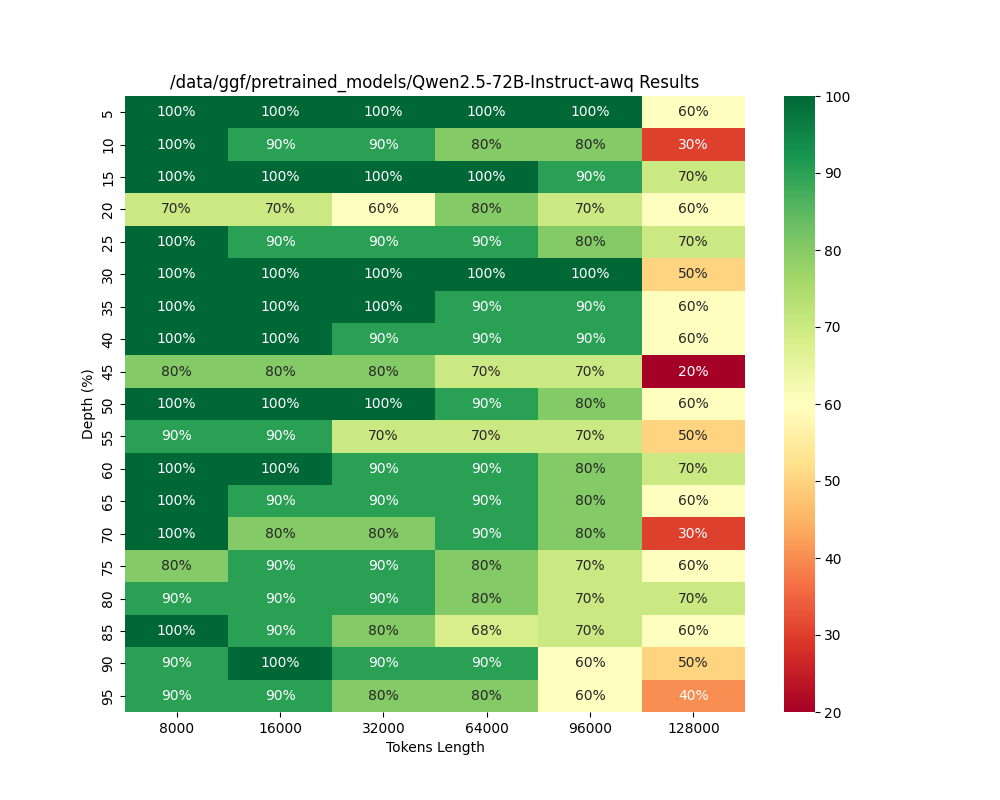 /data/ggf/pretrained_models/Qwen2.5-72B-Instruct-awq Results
5 100% 100% 100% 100% 100% 60%
10 100% 90% 90% 80% 80% 30%
15 100% 100% 100% 100% 90% 70%
20 70% 70% 60% 80% 70% 60%
25 100% 90% 90% 90% 80% 70%
30 100% 100% 100% 100% 100% 50%
35 100% 100% 100% 90% 90% 60%
40 100% 100% 90% 90% 90% 60%
45 80% 80% 80% 70% 70% 20%
50 100% 100% 100% 90% 80% 60%
55 90% 90% 70% 70% 70% 50%
60 100% 100% 90% 90% 80% 70%
65 100% 90% 90% 90% 80% 60%
70 100% 80% 80% 90% 80% 30%
75 80% 90% 90% 80% 70% 60%
80 90% 90% 90% 80% 70% 70%
85 100% 90% 80% 68% 70% 60%
90 90% 100% 90% 90% 60% 50%
95 90% 90% 80% 80% 60% 40%
Depth (%)
8000 16000 32000 64000 96000 128000
Tokens Length
100
90
80
70
60
50
40
30
20